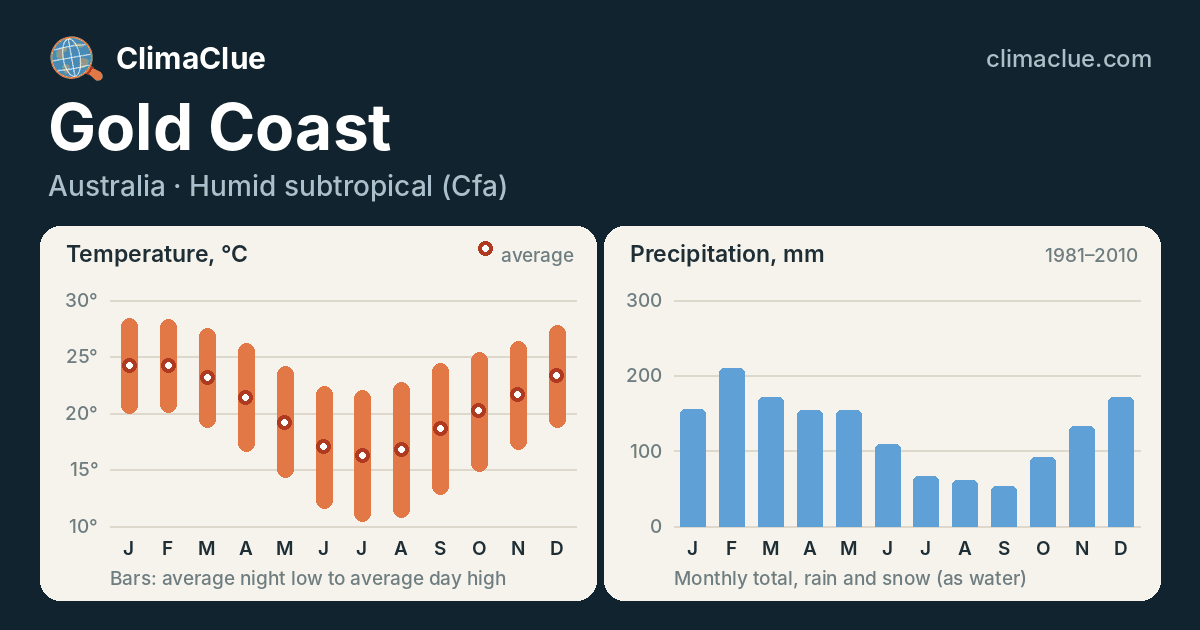 ClimaClue
climaclue.com
Gold Coast
Australia · Humid subtropical (Cfa)
Temperature, °C
average
30°
25°
20°
15°
10°
J F M A M J J A S O N D
Bars: average night low to average day high
Precipitation, mm
1981–2010
300
200
100
0
J F M A M J J A S O N D
Monthly total, rain and snow (as water)